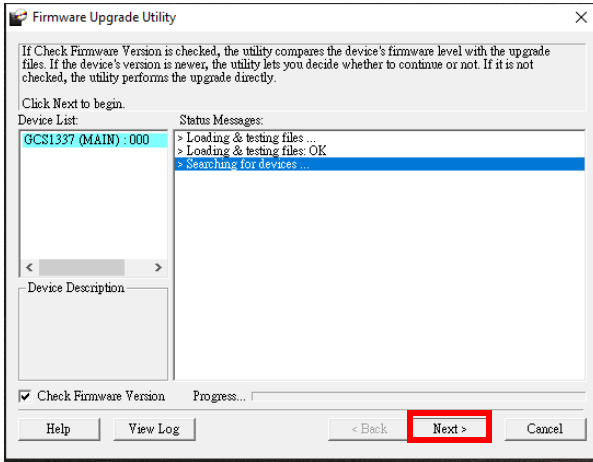 Firmware Upgrade Utility
If Check Firmware Version is checked, the utility compares the device's firmware level with the upgrade
files. If the device's version is newer, the utility lets you decide whether to continue or not. If it is not
checked, the utility performs the upgrade directly.
Click Next to begin.
Device List:
Status Messages:
GCS1337 (MAIN) : 000
> Loading & testing files ...
> Loading & testing files: OK
> Searching for devices ...
Device Description
Check Firmware Version
Progress...
Help
View Log
< Back
Next >
Cancel